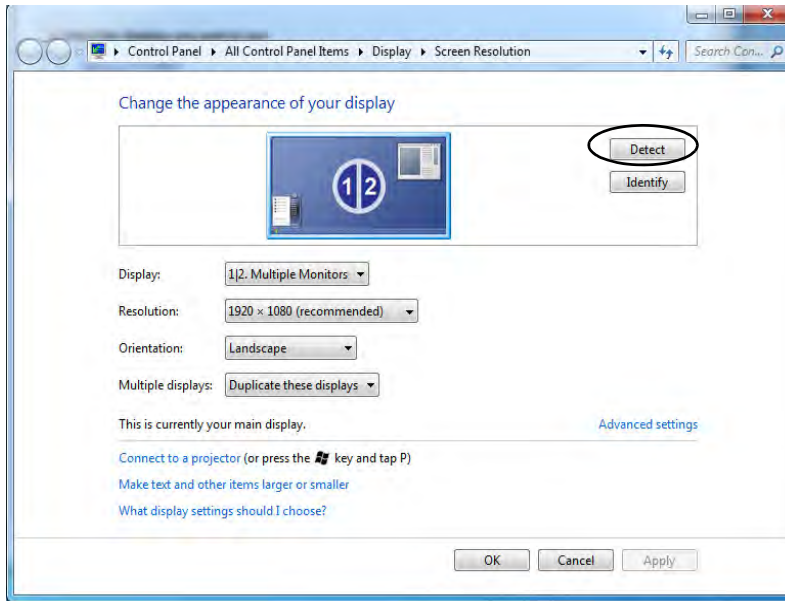 Control Panel ▸ All Control Panel Items ▸ Display ▸ Screen Resolution
Search Con...
Change the appearance of your display
1 2
Detect
Identify
Display: 1|2. Multiple Monitors
Resolution: 1920 × 1080 (recommended)
Orientation: Landscape
Multiple displays: Duplicate these displays
This is currently your main display. Advanced settings
Connect to a projector (or press the key and tap P)
Make text and other items larger or smaller
What display settings should I choose?
OK Cancel Apply